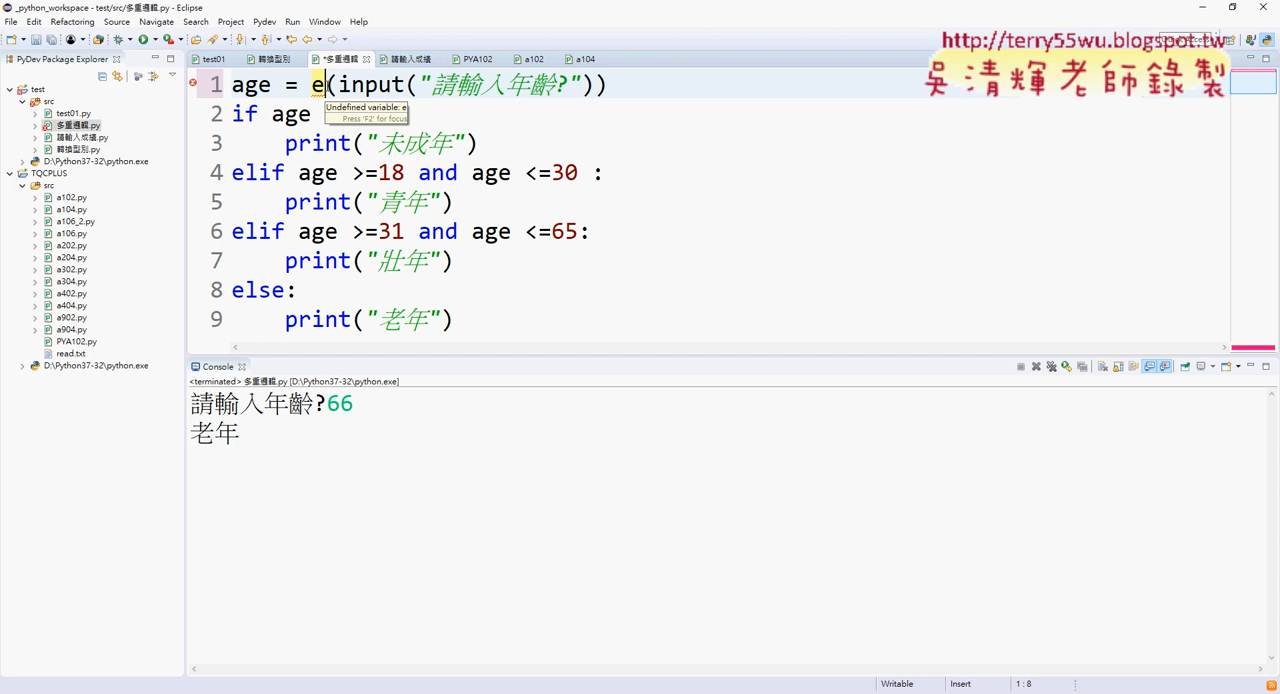 _python_workspace - test/src/多重邏輯.py - Eclipse
File Edit Refactoring Source Navigate Search Project Pydev Run Window Help
http://terry55wu.blogspot.tw
吳清輝老師錄製
PyDev Package Explorer
test01 轉換型別 *多重邏輯 請輸入成績 PYA102 a102 a104
test
src
test01.py
多重邏輯.py
請輸入成績.py
轉換型別.py
D:\Python37-32\python.exe
TQCPLUS
src
a102.py
a104.py
a106_2.py
a106.py
a202.py
a204.py
a302.py
a304.py
a402.py
a404.py
a902.py
a904.py
PYA102.py
read.txt
D:\Python37-32\python.exe
1 age = e(input("請輸入年齡?"))
Undefined variable: e
Press 'F2' for focus
2 if age
3 print("未成年")
4 elif age >=18 and age <=30 :
5 print("青年")
6 elif age >=31 and age <=65:
7 print("壯年")
8 else:
9 print("老年")
Console
<terminated> 多重邏輯.py [D:\Python37-32\python.exe]
請輸入年齡?66
老年
Writable Insert 1 : 8